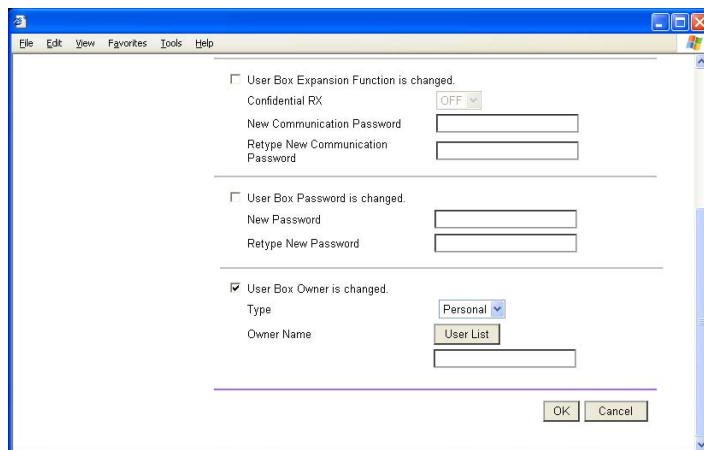 File Edit View Favorites Tools Help
User Box Expansion Function is changed.
Confidential RX OFF
New Communication Password
Retype New Communication
Password
User Box Password is changed.
New Password
Retype New Password
User Box Owner is changed.
Type Personal
Owner Name User List
OK Cancel